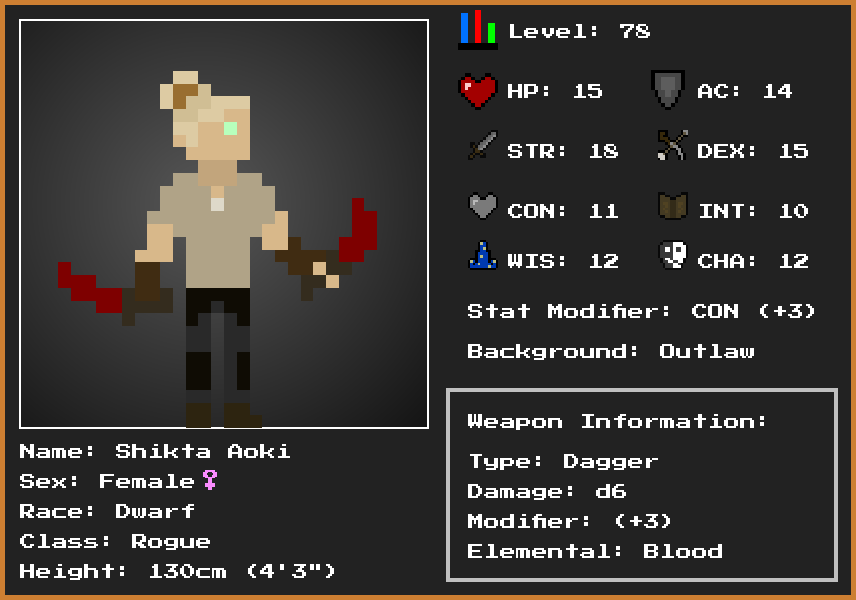 Level: 78
HP: 15 AC: 14
STR: 18 DEX: 15
CON: 11 INT: 10
WIS: 12 CHA: 12
Stat Modifier: CON (+3)
Background: Outlaw
Weapon Information:
Type: Dagger
Damage: d6
Modifier: (+3)
Elemental: Blood
Name: Shikta Aoki
Sex: Female♀
Race: Dwarf
Class: Rogue
Height: 130cm (4'3")